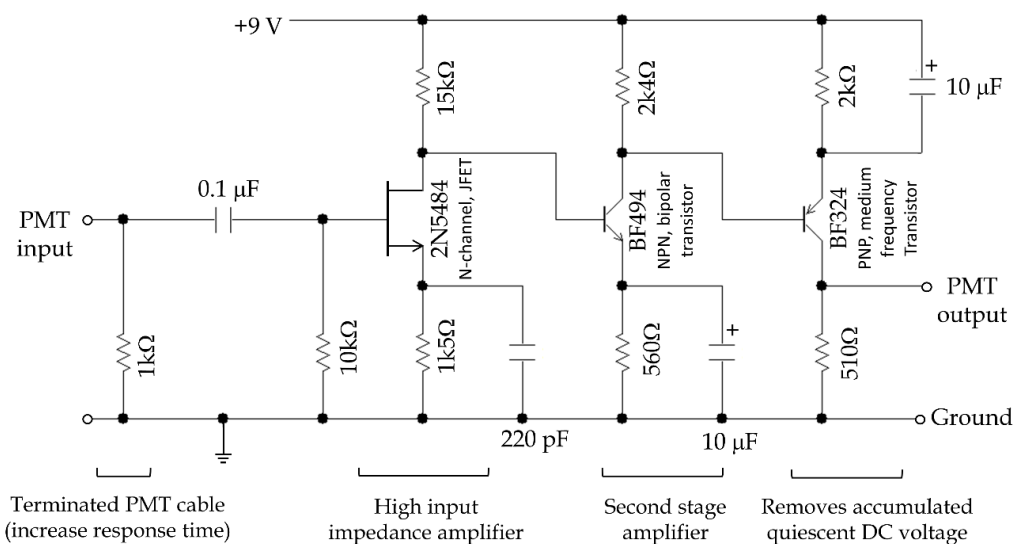 +9 V
15kΩ
2k4Ω
2kΩ
+
10 µF
0.1 µF
PMT
input
2N5484
N-channel, JFET
BF494
NPN, bipolar
transistor
BF324
PNP, medium
frequency
Transistor
PMT
output
1kΩ
10kΩ
1k5Ω
560Ω
+
510Ω
Ground
220 pF
10 µF
Terminated PMT cable
(increase response time)
High input
impedance amplifier
Second stage
amplifier
Removes accumulated
quiescent DC voltage